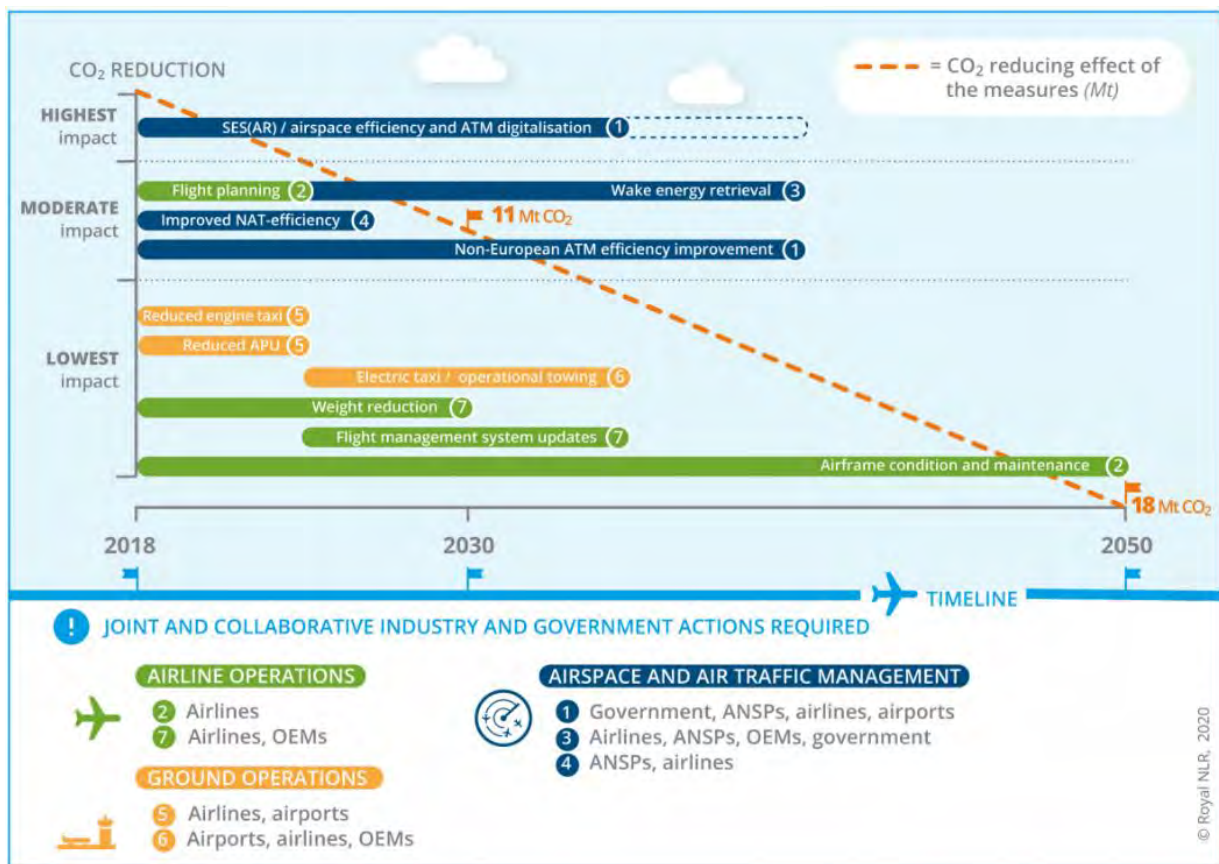 CO₂ REDUCTION
= CO₂ reducing effect of
the measures (Mt)
HIGHEST
impact
SES(AR) / airspace efficiency and ATM digitalisation 1
MODERATE
impact
Flight planning 2
Wake energy retrieval 3
Improved NAT-efficiency 4
11 Mt CO₂
Non-European ATM efficiency improvement 1
LOWEST
impact
Reduced engine taxi 5
Reduced APU 5
Electric taxi / operational towing 6
Weight reduction 7
Flight management system updates 7
Airframe condition and maintenance 2
18 Mt CO₂
2018
2030
2050
TIMELINE
! JOINT AND COLLABORATIVE INDUSTRY AND GOVERNMENT ACTIONS REQUIRED
AIRLINE OPERATIONS
2 Airlines
7 Airlines, OEMs
GROUND OPERATIONS
5 Airlines, airports
6 Airports, airlines, OEMs
AIRSPACE AND AIR TRAFFIC MANAGEMENT
1 Government, ANSPs, airlines, airports
3 Airlines, ANSPs, OEMs, government
4 ANSPs, airlines
© Royal NLR, 2020